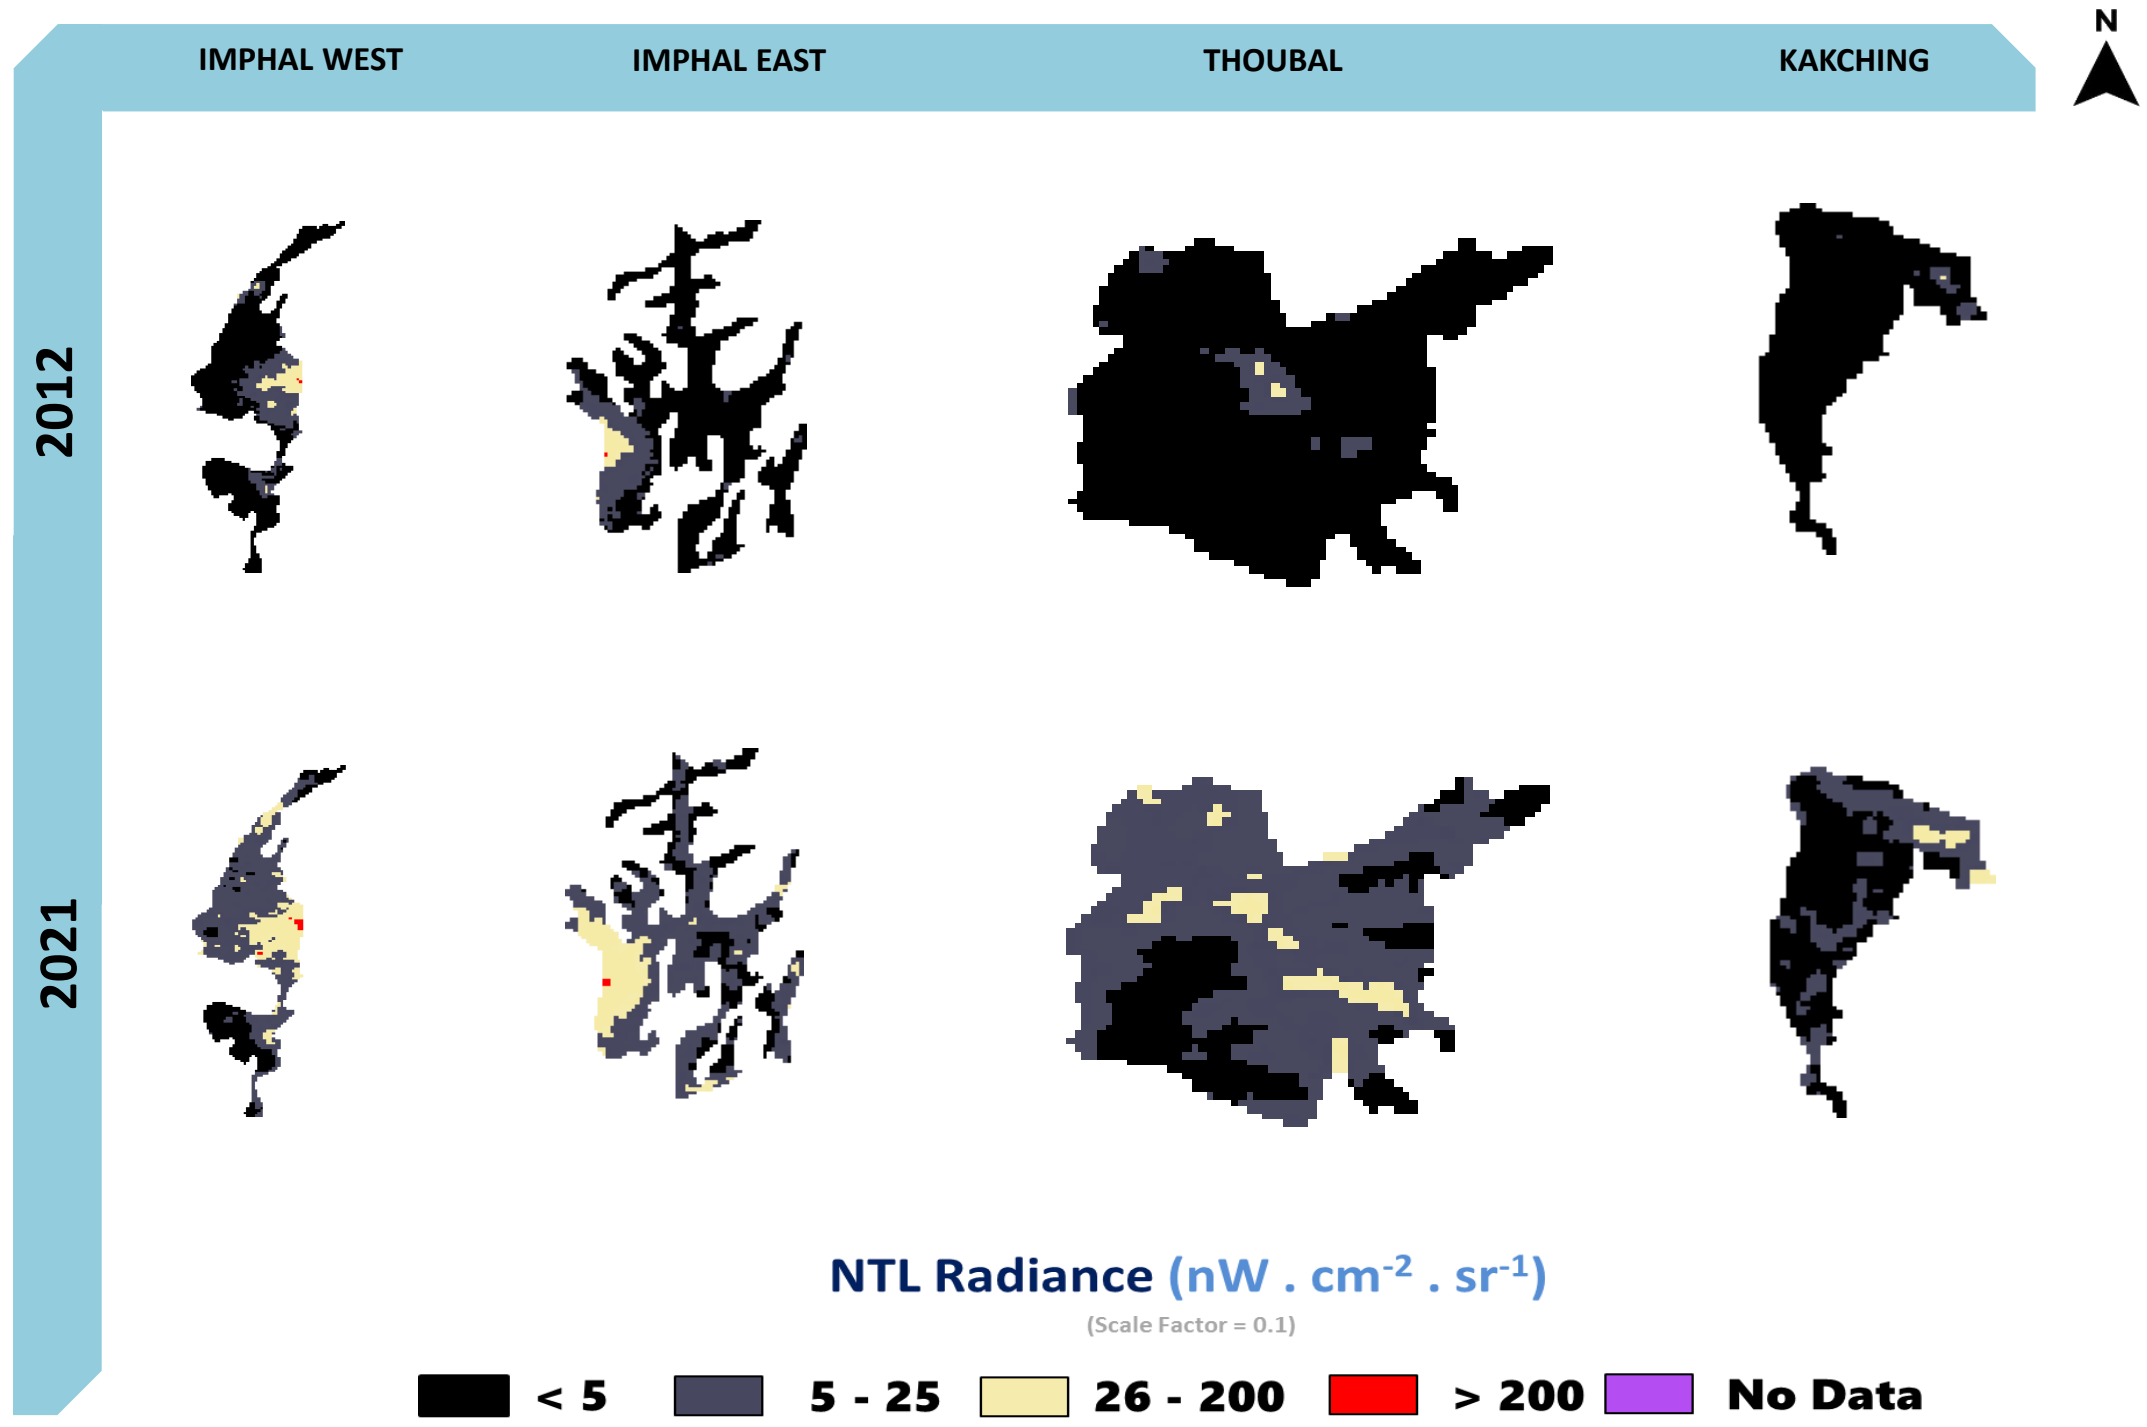 N
IMPHAL WEST
IMPHAL EAST
THOUBAL
KAKCHING
2012
2021
NTL Radiance (nW . cm⁻² . sr⁻¹)
(Scale Factor = 0.1)
< 5
5 - 25
26 - 200
> 200
No Data